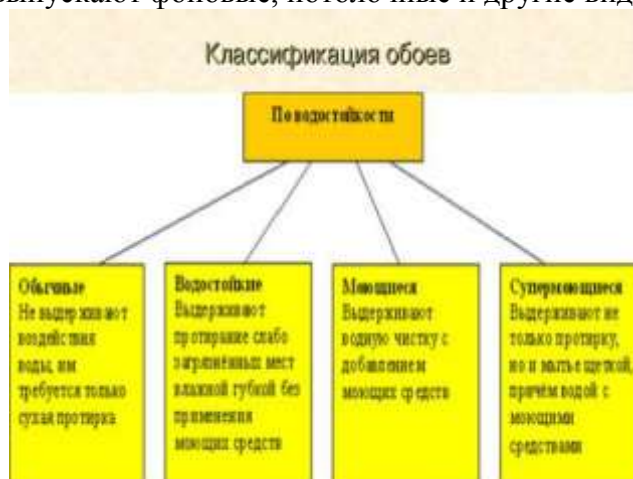 выпускают фоновые, потолочные и другие вид
Классификация обоев
По водостойкости
Обычные
Не выдерживают
воздействия
воды, им
требуется только
сухая протирка
Водостойкие
Выдерживают
протирание слабо
загрязнённых мест
влажной губкой без
применения
моющих средств
Моющиеся
Выдерживают
водную чистку с
добавлением
моющих средств
Супермоющиеся
Выдерживают не
только протирку,
но и мытье щеткой,
причём водой с
моющими
средствами